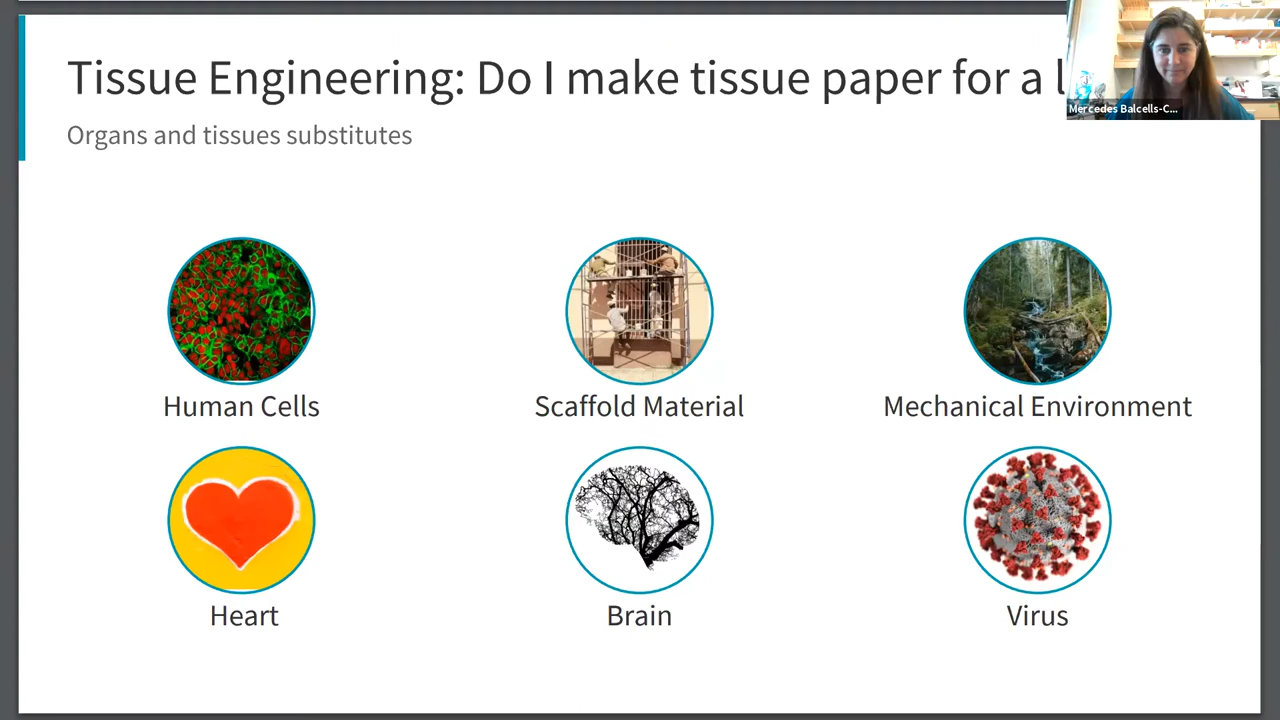 Tissue Engineering: Do I make tissue paper for a l
Mercedes Balcells-C...
Organs and tissues substitutes
Human Cells
Scaffold Material
Mechanical Environment
Heart
Brain
Virus